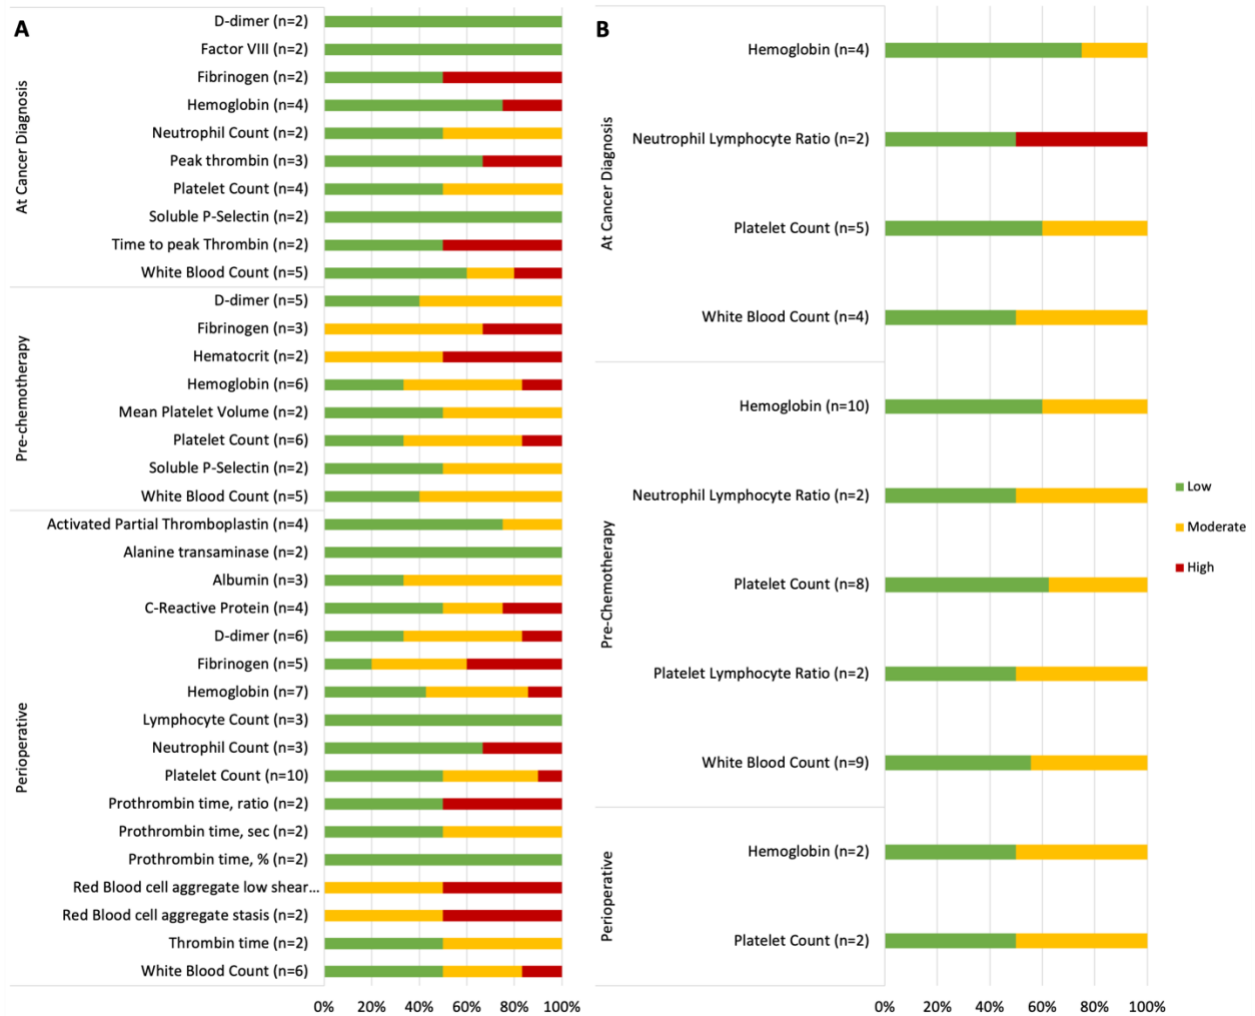 A
At Cancer Diagnosis
D-dimer (n=2)
Factor VIII (n=2)
Fibrinogen (n=2)
Hemoglobin (n=4)
Neutrophil Count (n=2)
Peak thrombin (n=3)
Platelet Count (n=4)
Soluble P-Selectin (n=2)
Time to peak Thrombin (n=2)
White Blood Count (n=5)
Pre-chemotherapy
D-dimer (n=5)
Fibrinogen (n=3)
Hematocrit (n=2)
Hemoglobin (n=6)
Mean Platelet Volume (n=2)
Platelet Count (n=6)
Soluble P-Selectin (n=2)
White Blood Count (n=5)
Perioperative
Activated Partial Thromboplastin (n=4)
Alanine transaminase (n=2)
Albumin (n=3)
C-Reactive Protein (n=4)
D-dimer (n=6)
Fibrinogen (n=5)
Hemoglobin (n=7)
Lymphocyte Count (n=3)
Neutrophil Count (n=3)
Platelet Count (n=10)
Prothrombin time, ratio (n=2)
Prothrombin time, sec (n=2)
Prothrombin time, % (n=2)
Red Blood cell aggregate low shear...
Red Blood cell aggregate stasis (n=2)
Thrombin time (n=2)
White Blood Count (n=6)
0% 20% 40% 60% 80% 100%
B
At Cancer Diagnosis
Hemoglobin (n=4)
Neutrophil Lymphocyte Ratio (n=2)
Platelet Count (n=5)
White Blood Count (n=4)
Pre-Chemotherapy
Hemoglobin (n=10)
Neutrophil Lymphocyte Ratio (n=2)
Platelet Count (n=8)
Platelet Lymphocyte Ratio (n=2)
White Blood Count (n=9)
Perioperative
Hemoglobin (n=2)
Platelet Count (n=2)
0% 20% 40% 60% 80% 100%
Low
Moderate
High